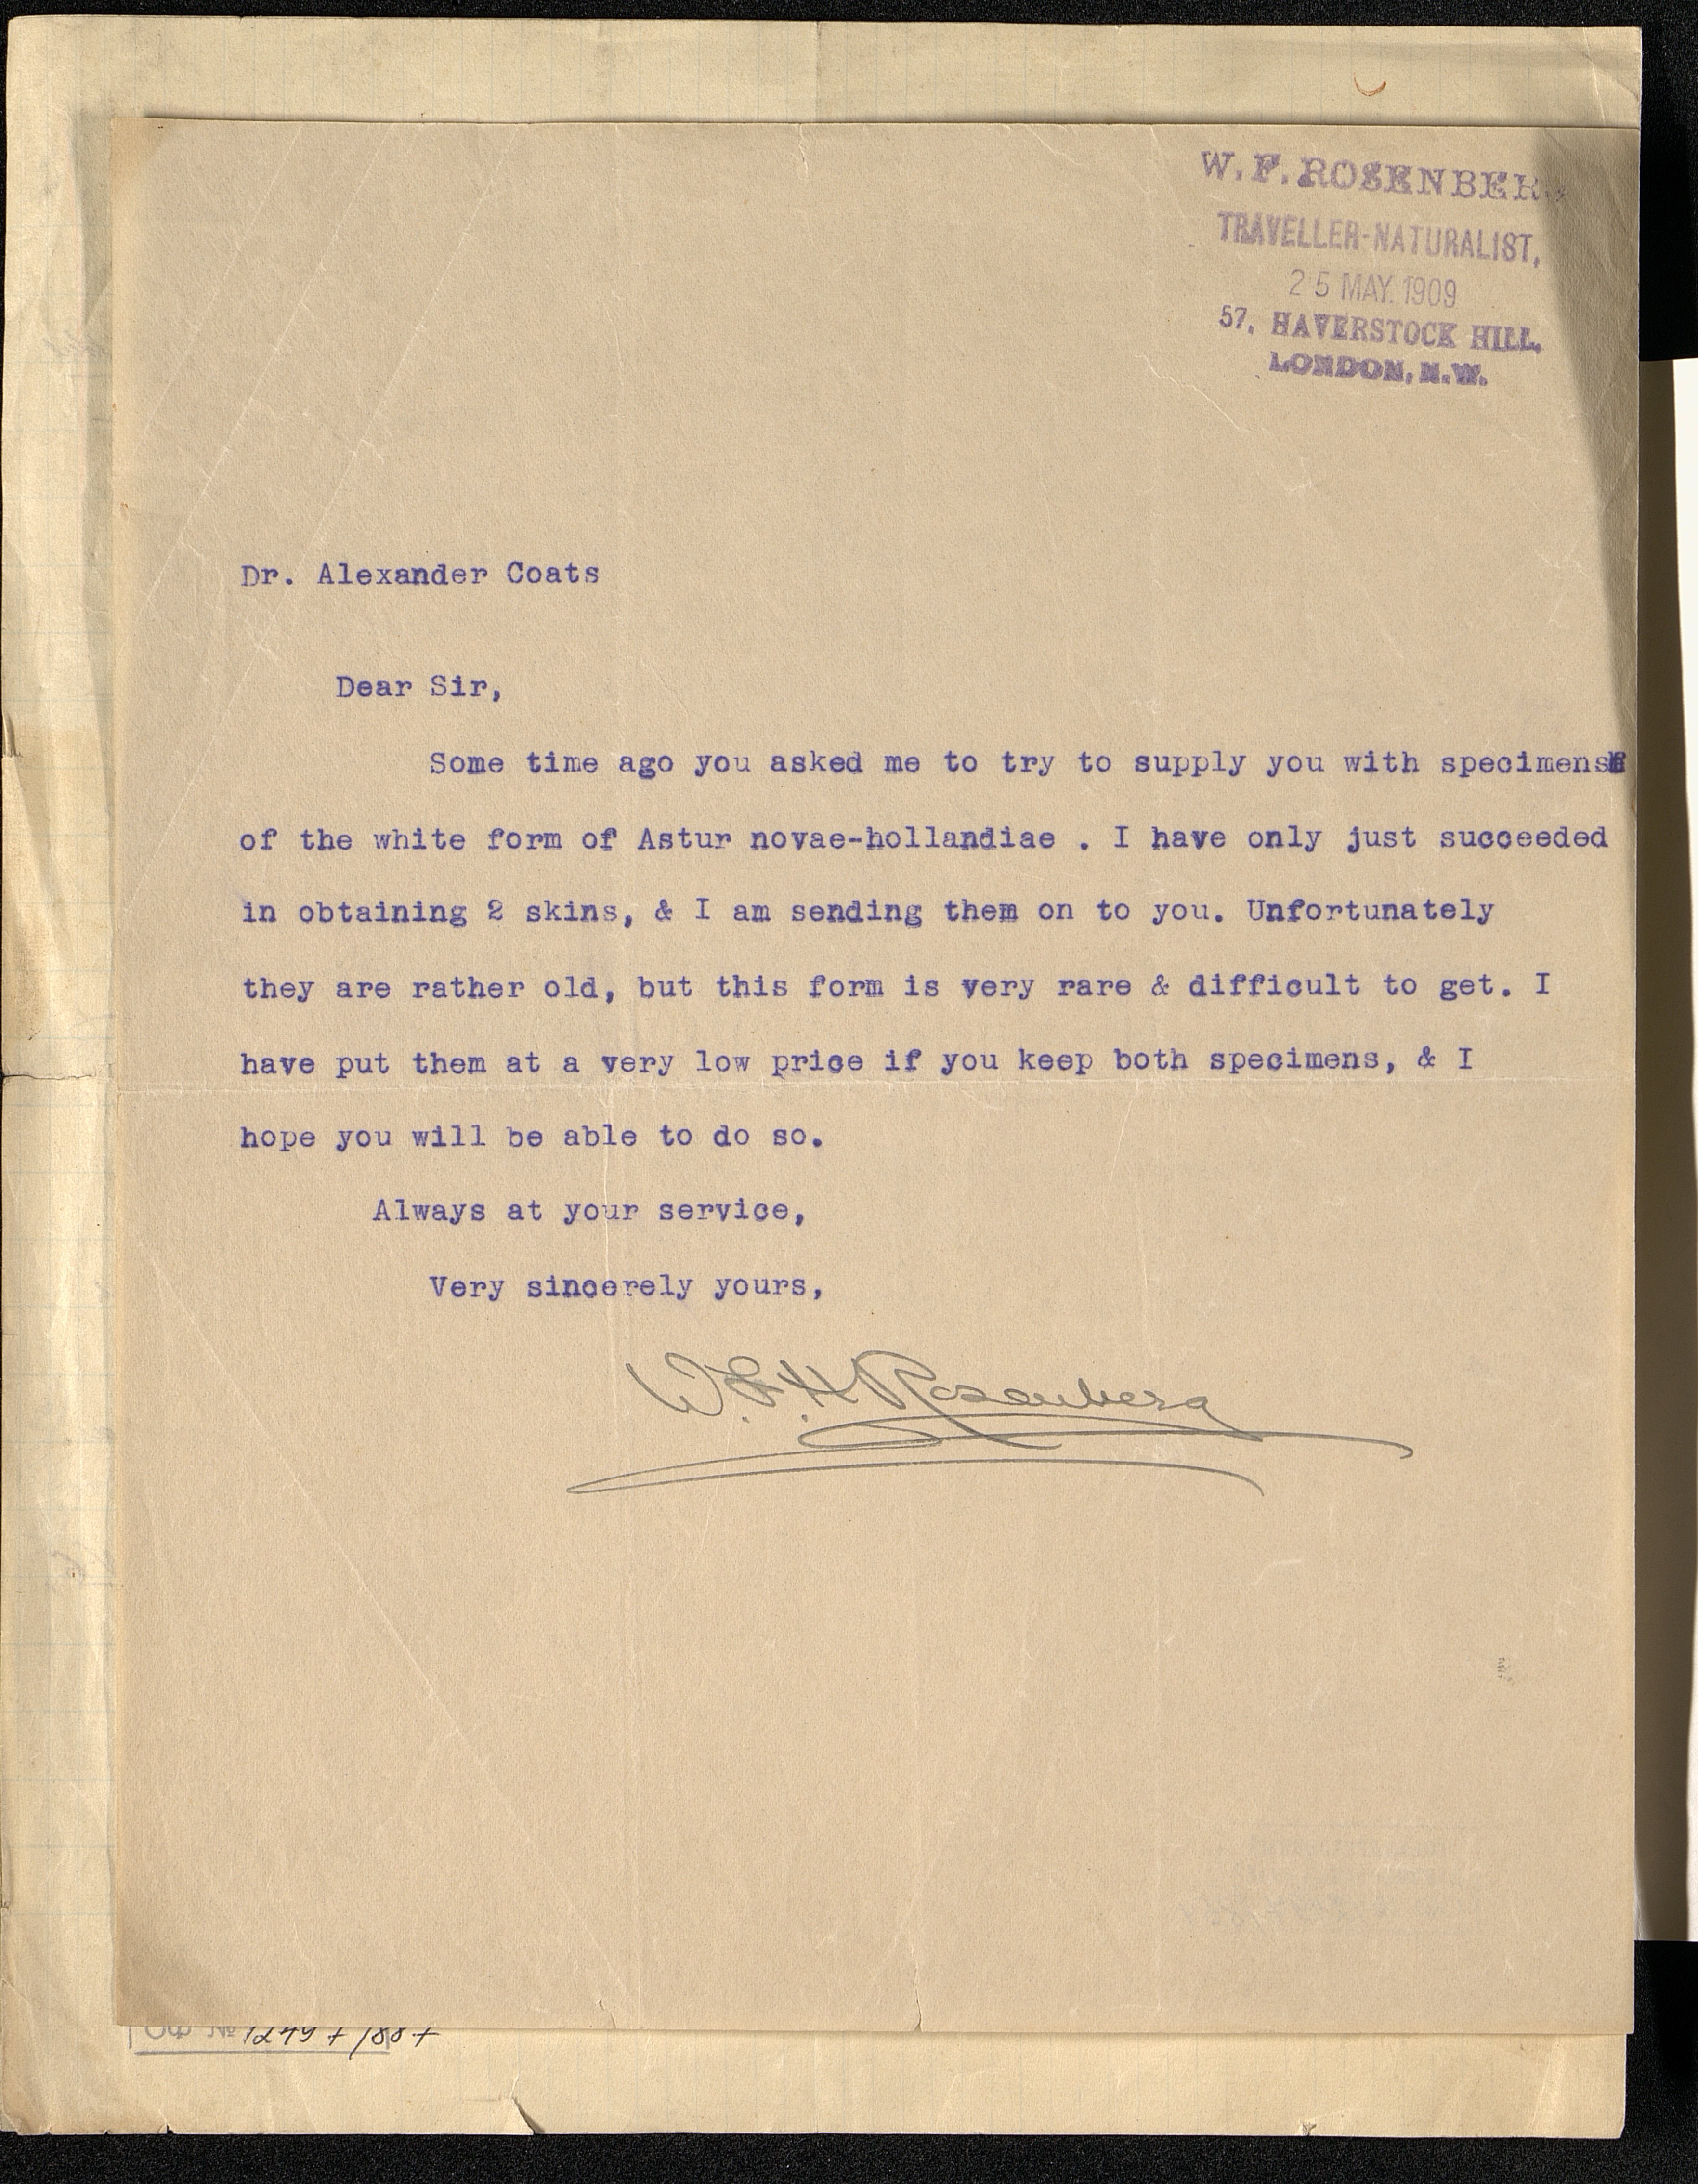 W. F. ROSENBERG
TRAVELLER-NATURALIST,
25 MAY. 1909
57, HAVERSTOCK HILL,
LONDON, N.W.
Dr. Alexander Coats
Dear Sir,
Some time ago you asked me to try to supply you with specimens
of the white form of Astur novae-hollandiae . I have only just succeeded
in obtaining 2 skins, & I am sending them on to you. Unfortunately
they are rather old, but this form is very rare & difficult to get. I
have put them at a very low price if you keep both specimens, & I
hope you will be able to do so.
Always at your service,
Very sincerely yours,
W.F.H Rosenberg